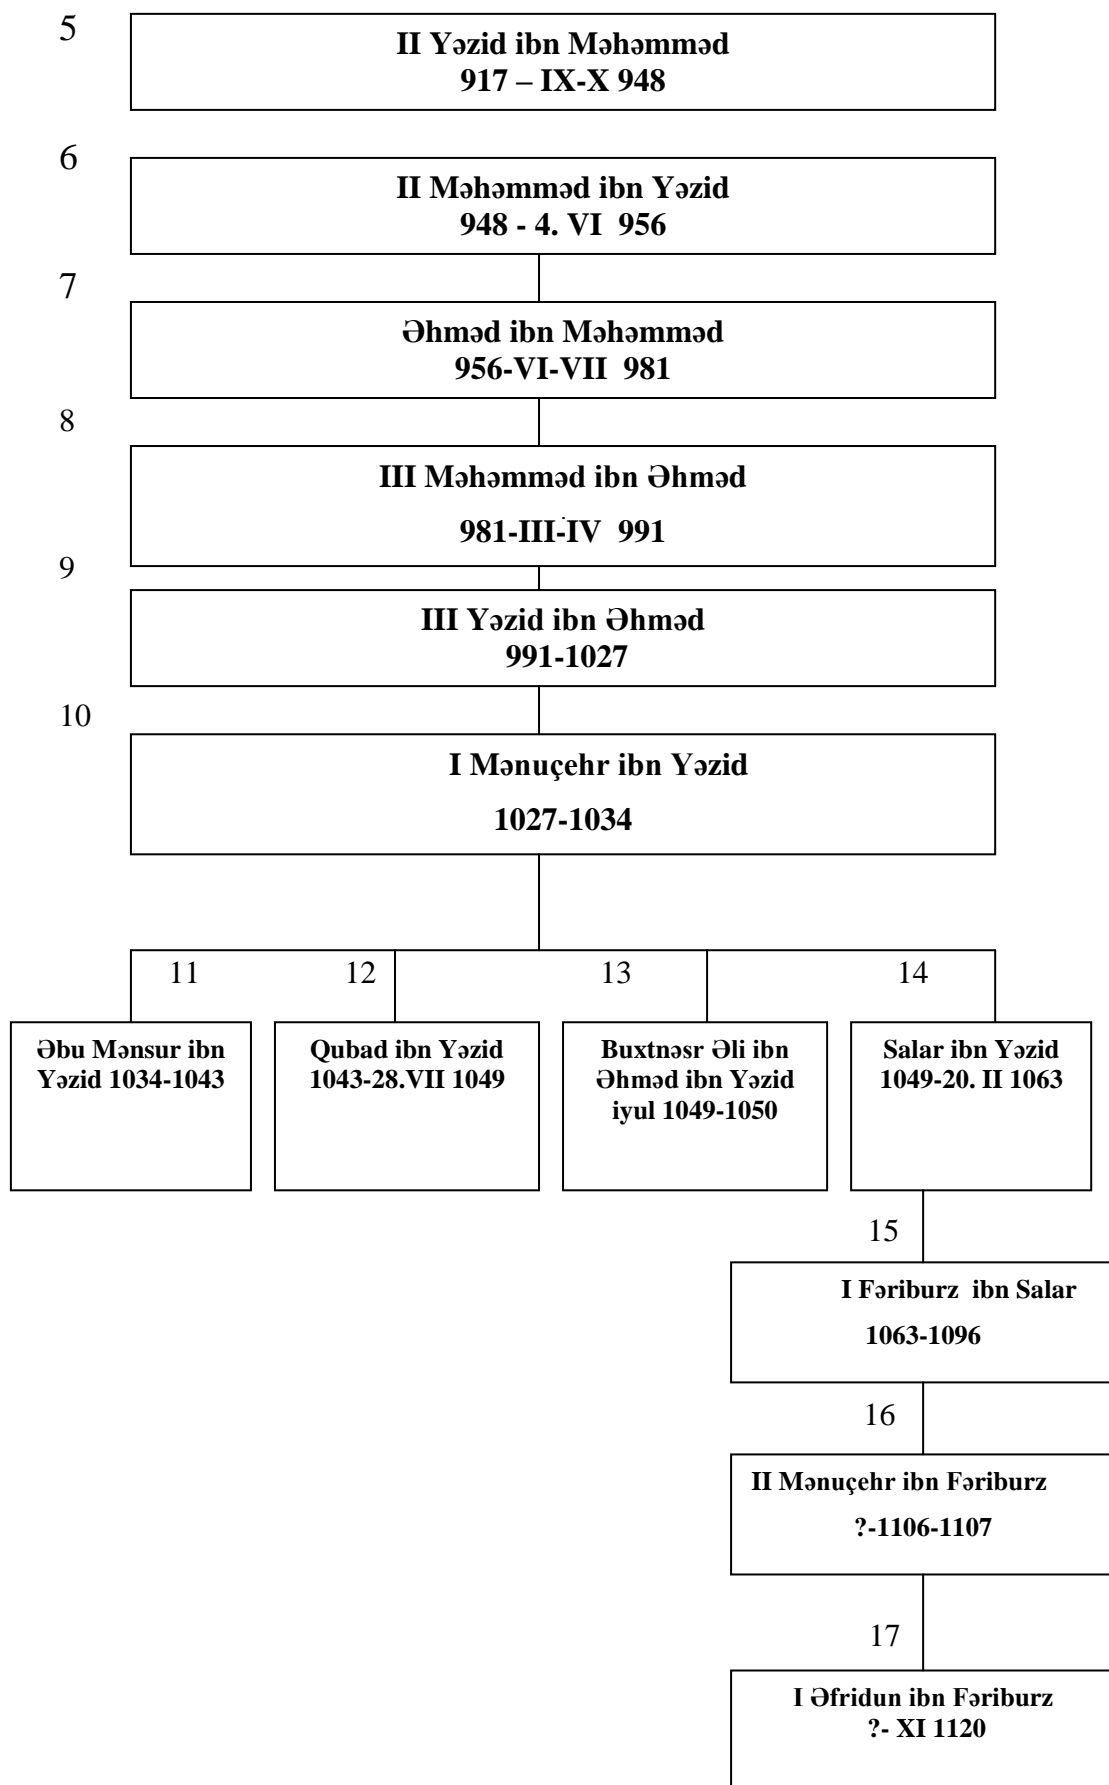 5
II Yəzid ibn Məhəmməd
917 – IX-X 948
6
II Məhəmməd ibn Yəzid
948 - 4. VI 956
7
Əhməd ibn Məhəmməd
956-VI-VII 981
8
III Məhəmməd ibn Əhməd
981-III-IV 991
9
III Yəzid ibn Əhməd
991-1027
10
I Mənuçehr ibn Yəzid
1027-1034
11
Əbu Mənsur ibn
Yəzid 1034-1043
12
Qubad ibn Yəzid
1043-28.VII 1049
13
Buxtnəsr Əli ibn
Əhməd ibn Yəzid
iyul 1049-1050
14
Salar ibn Yəzid
1049-20. II 1063
15
I Fəriburz ibn Salar
1063-1096
16
II Mənuçehr ibn Fəriburz
?-1106-1107
17
I Əfridun ibn Fəriburz
?- XI 1120